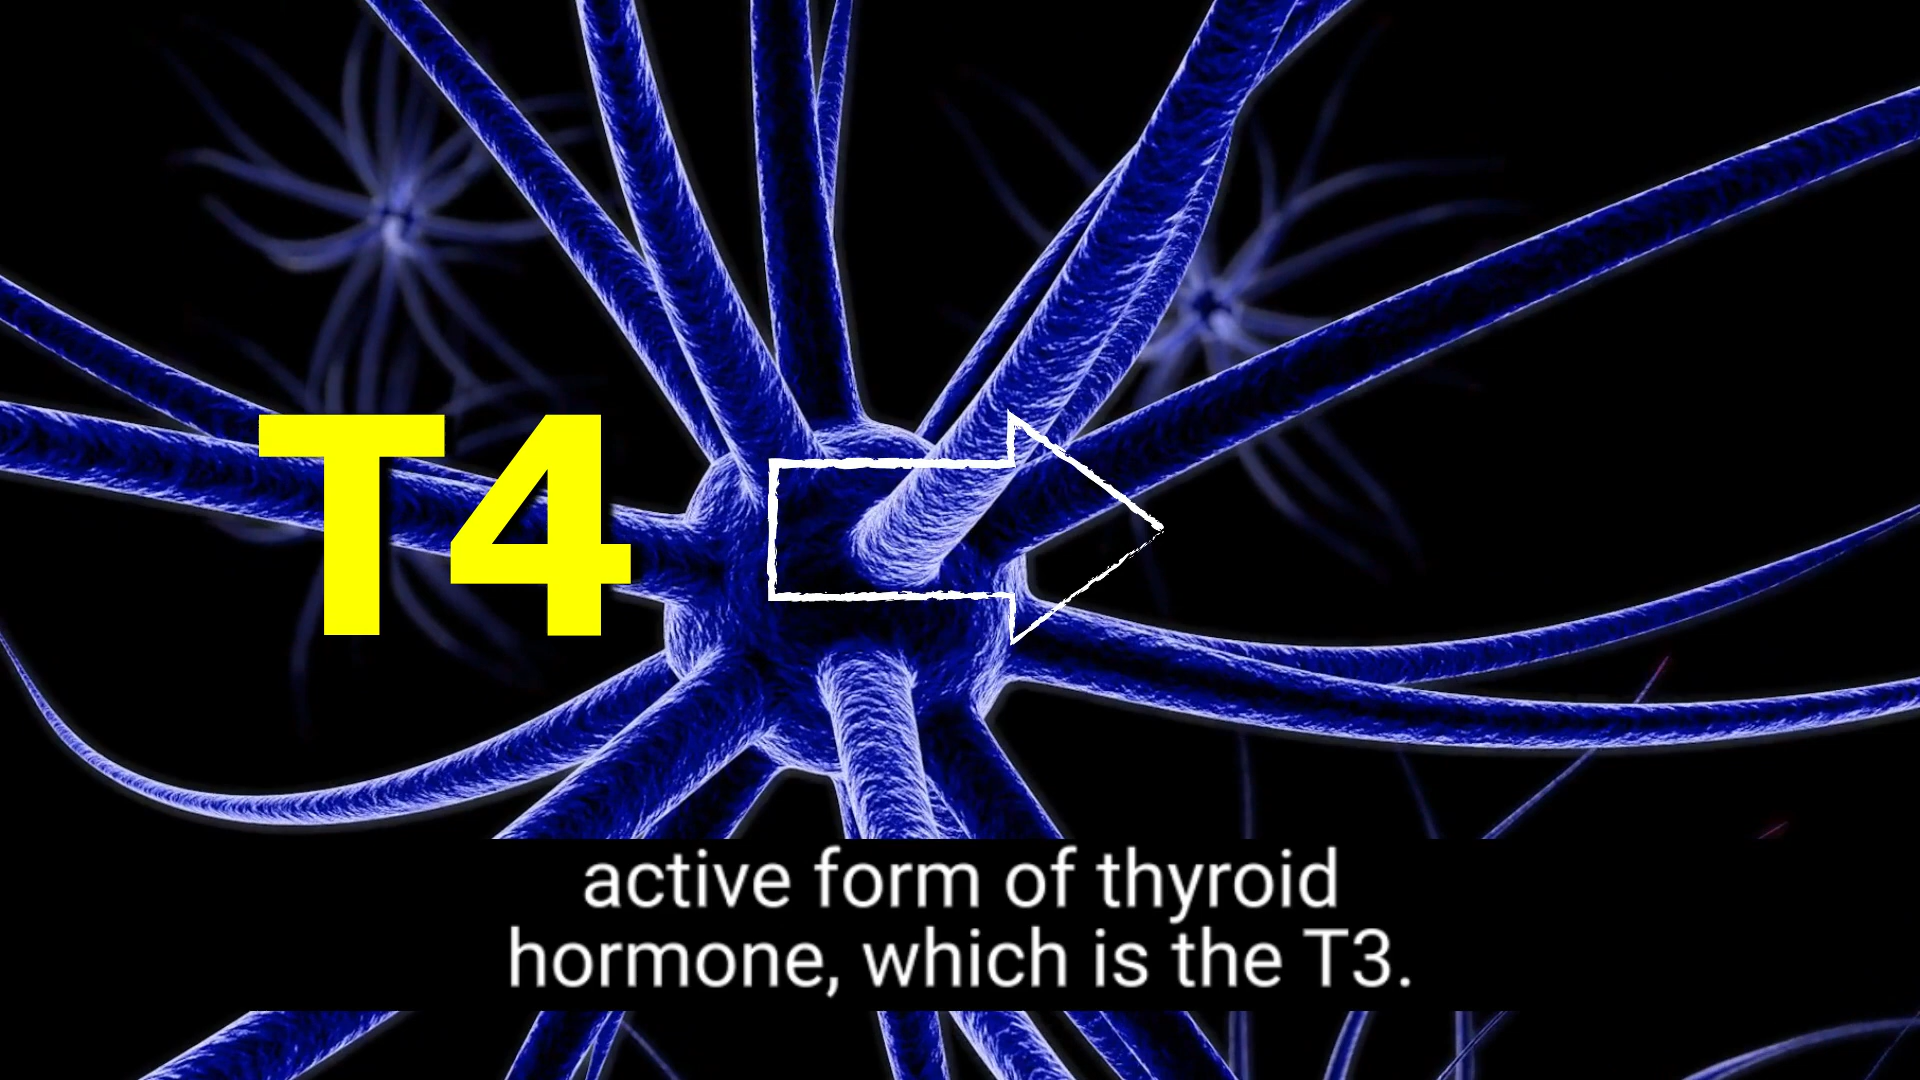 T4
active form of thyroid
hormone, which is the T3.